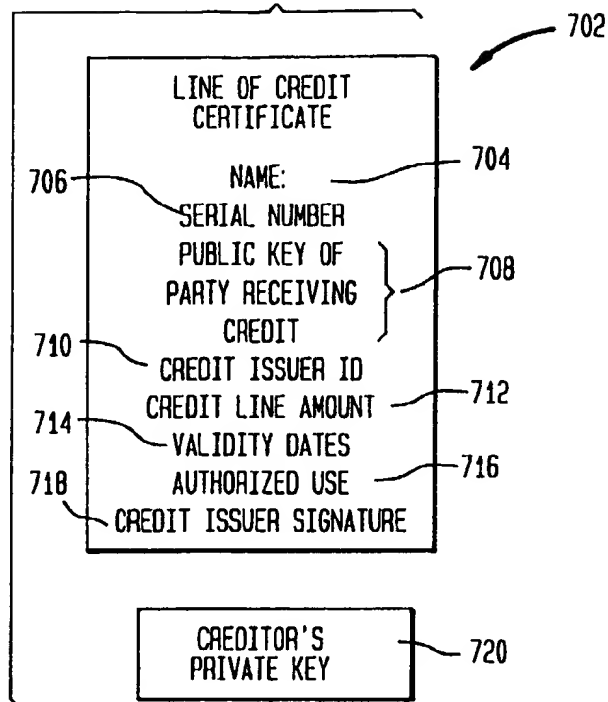 702
LINE OF CREDIT
CERTIFICATE
704
NAME:
706
SERIAL NUMBER
PUBLIC KEY OF
PARTY RECEIVING
CREDIT
708
710
CREDIT ISSUER ID
712
CREDIT LINE AMOUNT
714
VALIDITY DATES
716
AUTHORIZED USE
718
CREDIT ISSUER SIGNATURE
CREDITOR'S
PRIVATE KEY
720